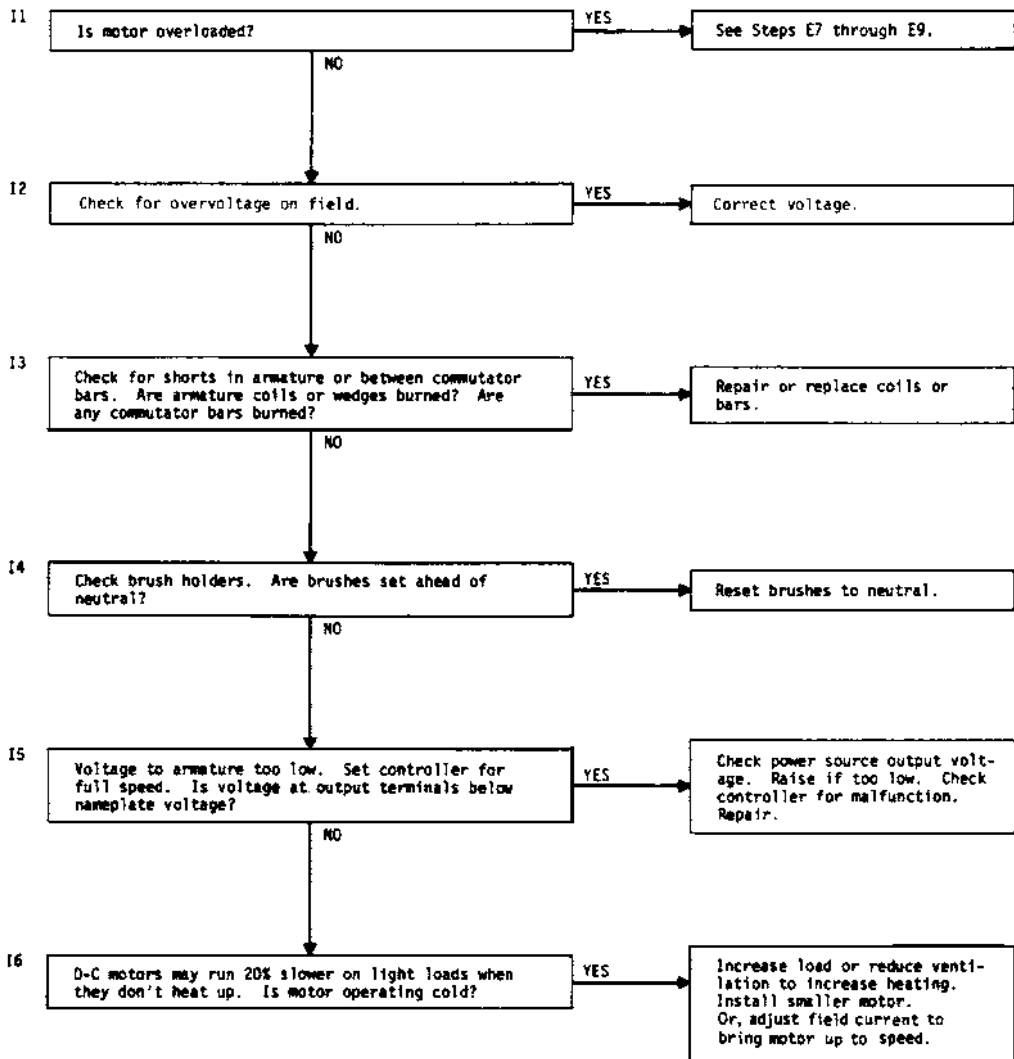 I1
Is motor overloaded?
YES
See Steps E7 through E9.
NO
I2
Check for overvoltage on field.
YES
Correct voltage.
NO
I3
Check for shorts in armature or between commutator
bars. Are armature coils or wedges burned? Are
any commutator bars burned?
YES
Repair or replace coils or
bars.
NO
I4
Check brush holders. Are brushes set ahead of
neutral?
YES
Reset brushes to neutral.
NO
I5
Voltage to armature too low. Set controller for
full speed. Is voltage at output terminals below
nameplate voltage?
YES
Check power source output volt-
age. Raise if too low. Check
controller for malfunction.
Repair.
NO
I6
D-C motors may run 20% slower on light loads when
they don't heat up. Is motor operating cold?
YES
Increase load or reduce venti-
lation to increase heating.
Install smaller motor.
Or, adjust field current to
bring motor up to speed.